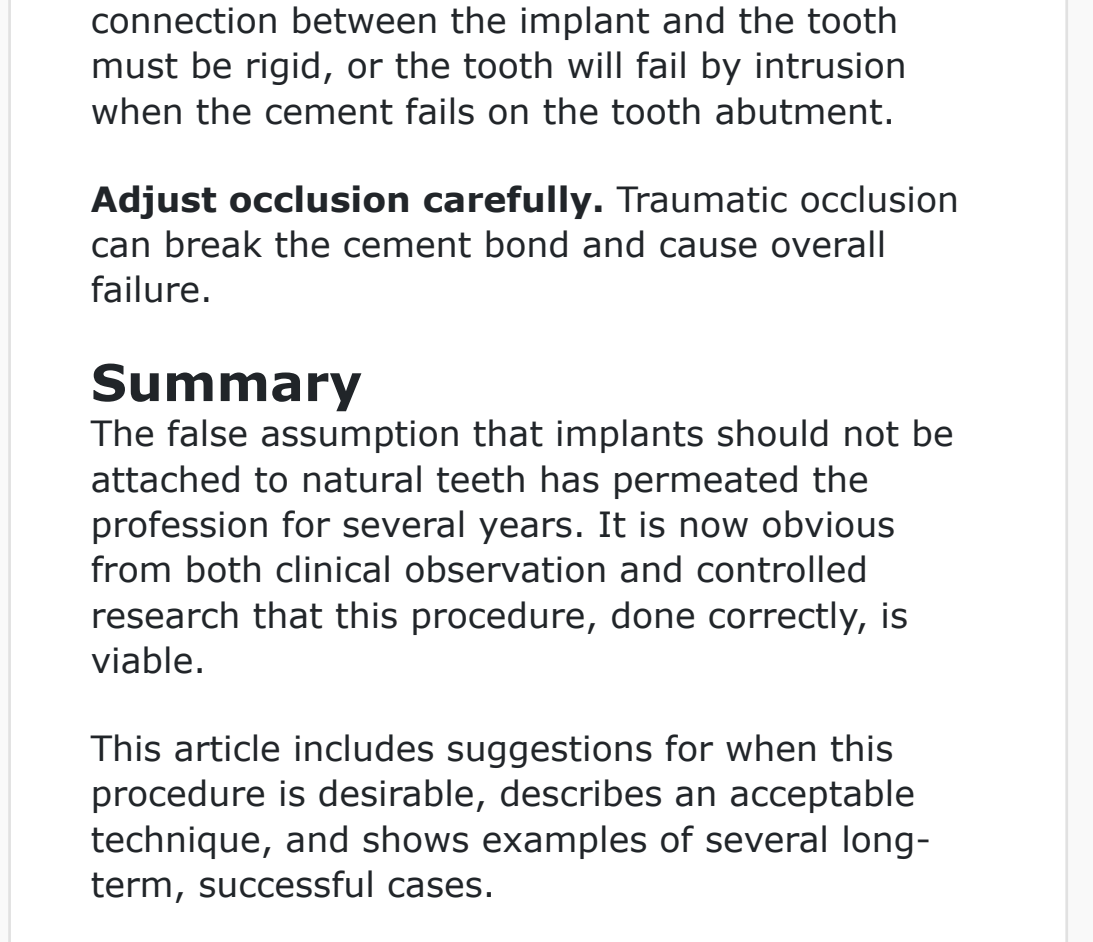 connection between the implant and the tooth
must be rigid, or the tooth will fail by intrusion
when the cement fails on the tooth abutment.
Adjust occlusion carefully. Traumatic occlusion
can break the cement bond and cause overall
failure.
Summary
The false assumption that implants should not be
attached to natural teeth has permeated the
profession for several years. It is now obvious
from both clinical observation and controlled
research that this procedure, done correctly, is
viable.
This article includes suggestions for when this
procedure is desirable, describes an acceptable
technique, and shows examples of several long-
term, successful cases.